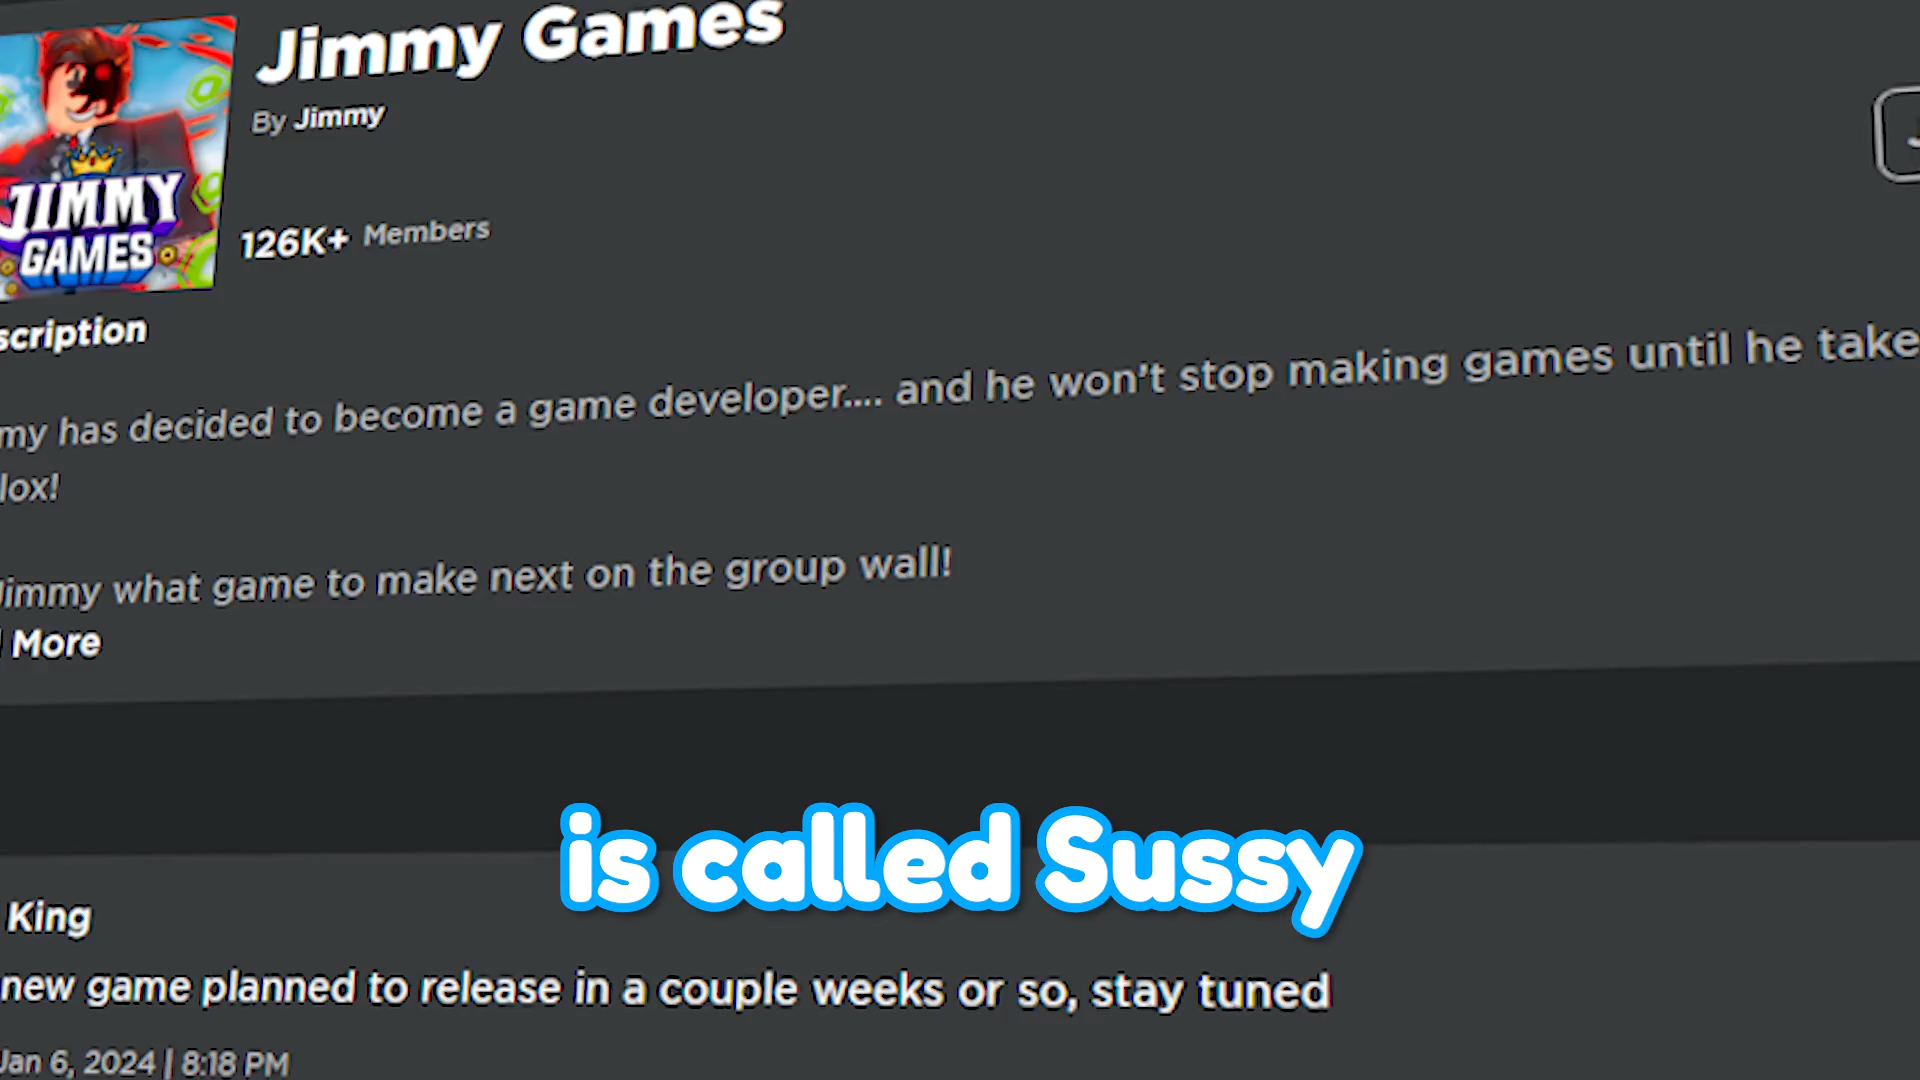 Jimmy Games
By Jimmy
JIMMY
GAMES
126K+ Members
scription
my has decided to become a game developer.... and he won't stop making games until he take
lox!
Jimmy what game to make next on the group wall!
More
is called Sussy
King
new game planned to release in a couple weeks or so, stay tuned
Jan 6, 2024 | 8:18 PM